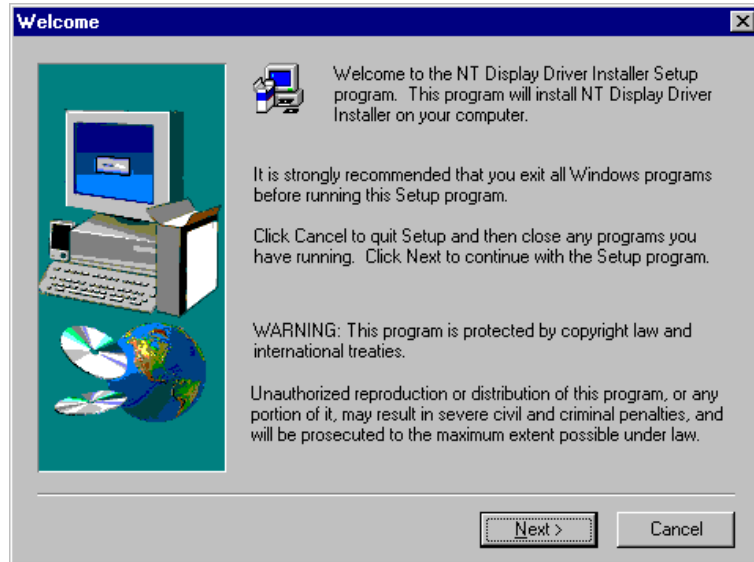 Welcome
Welcome to the NT Display Driver Installer Setup
program.  This program will install NT Display Driver
Installer on your computer.
It is strongly recommended that you exit all Windows programs
before running this Setup program.
Click Cancel to quit Setup and then close any programs you
have running.  Click Next to continue with the Setup program.
WARNING: This program is protected by copyright law and
international treaties.
Unauthorized reproduction or distribution of this program, or any
portion of it, may result in severe civil and criminal penalties, and
will be prosecuted to the maximum extent possible under law.
Next >
Cancel